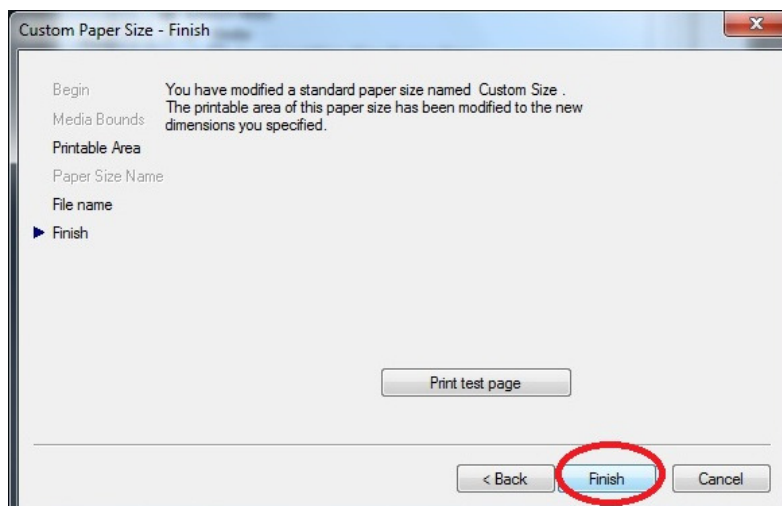 Custom Paper Size - Finish
Begin
Media Bounds
Printable Area
Paper Size Name
File name
Finish
You have modified a standard paper size named Custom Size .
The printable area of this paper size has been modified to the new
dimensions you specified.
Print test page
< Back
Finish
Cancel